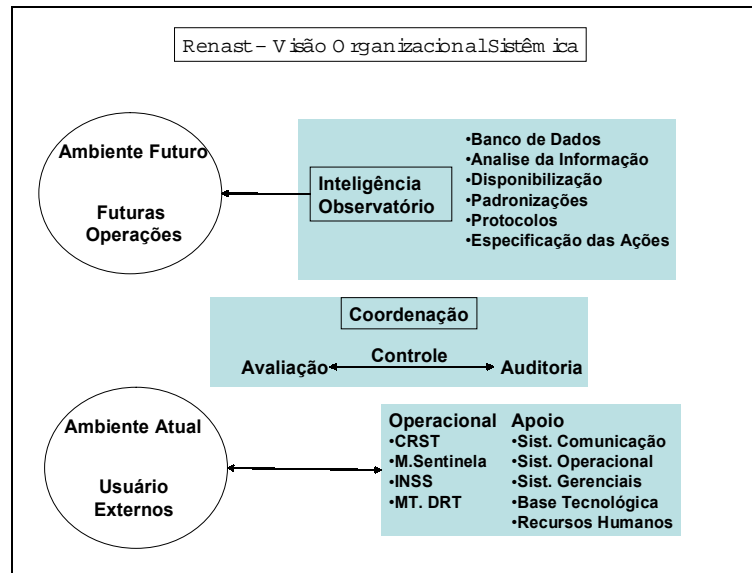 Renast – Visão Organizacional Sistêmica
Ambiente Futuro
Futuras
Operações
Inteligência
Observatório
•Banco de Dados
•Analise da Informação
•Disponibilização
•Padronizações
•Protocolos
•Especificação das Ações
Coordenação
Controle
Avaliação
Auditoria
Ambiente Atual
Usuário
Externos
Operacional
•CRST
•M.Sentinela
•INSS
•MT. DRT
Apoio
•Sist. Comunicação
•Sist. Operacional
•Sist. Gerenciais
•Base Tecnológica
•Recursos Humanos